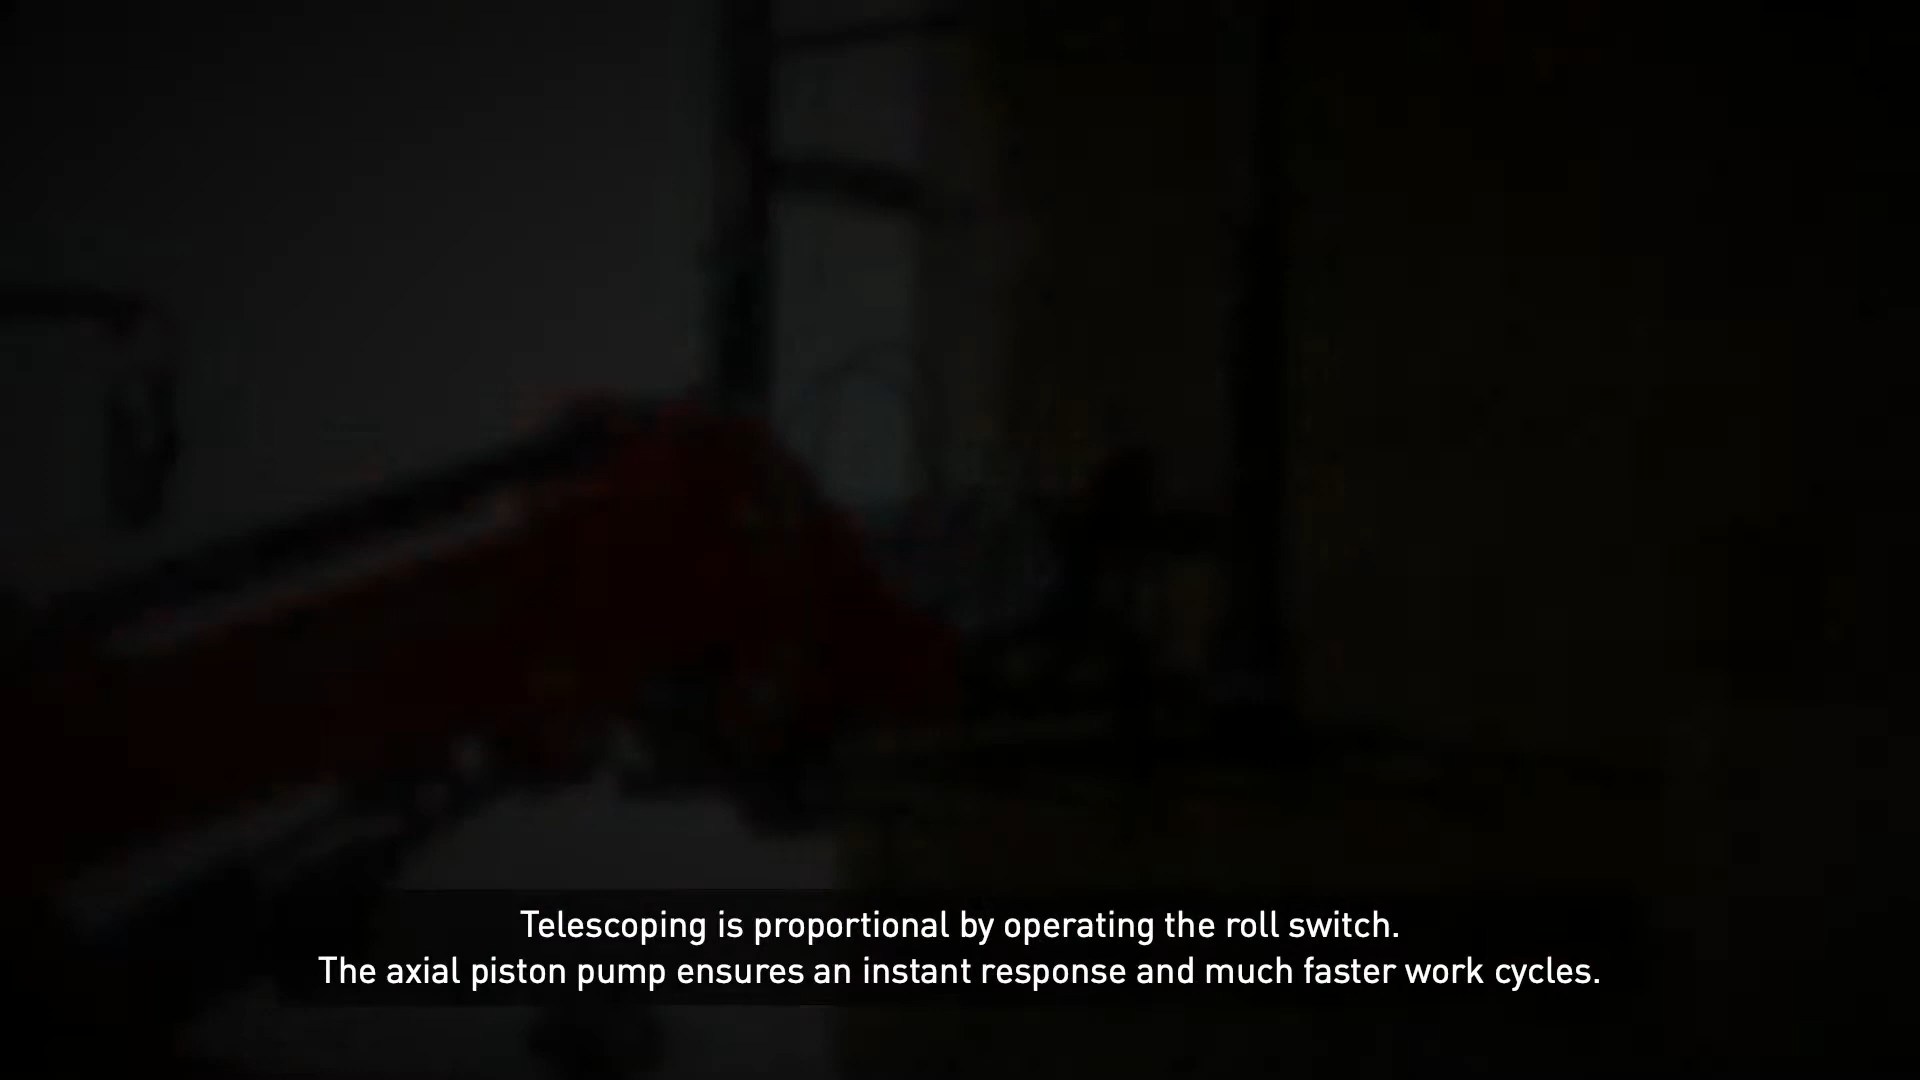 Telescoping is proportional by operating the roll switch.
The axial piston pump ensures an instant response and much faster work cycles.